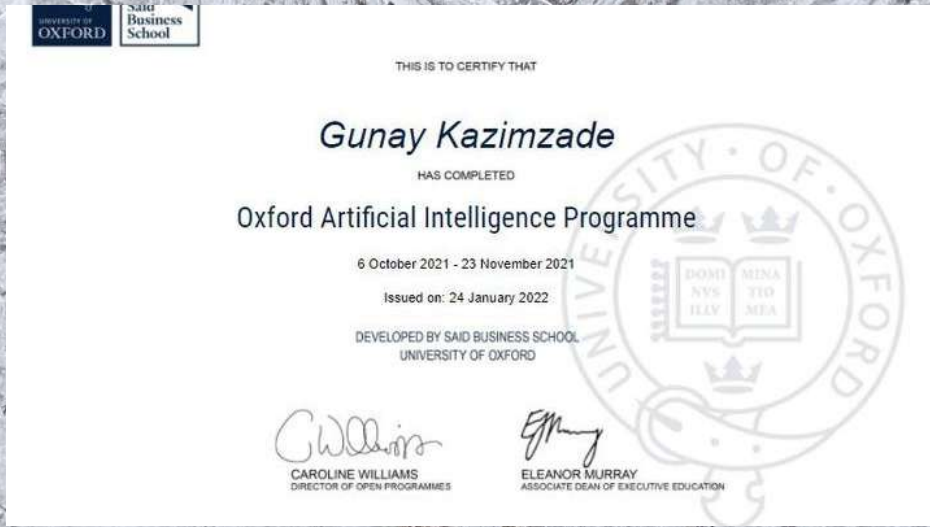 UNIVERSITY OF
OXFORD
Saïd
Business
School
THIS IS TO CERTIFY THAT
Gunay Kazimzade
HAS COMPLETED
Oxford Artificial Intelligence Programme
6 October 2021 - 23 November 2021
Issued on: 24 January 2022
DEVELOPED BY SAID BUSINESS SCHOOL
UNIVERSITY OF OXFORD
UNIVERSITY · OF · OXFORD
DOMI MINA
NVS TIO
ILLV MEA
CAROLINE WILLIAMS
DIRECTOR OF OPEN PROGRAMMES
ELEANOR MURRAY
ASSOCIATE DEAN OF EXECUTIVE EDUCATION